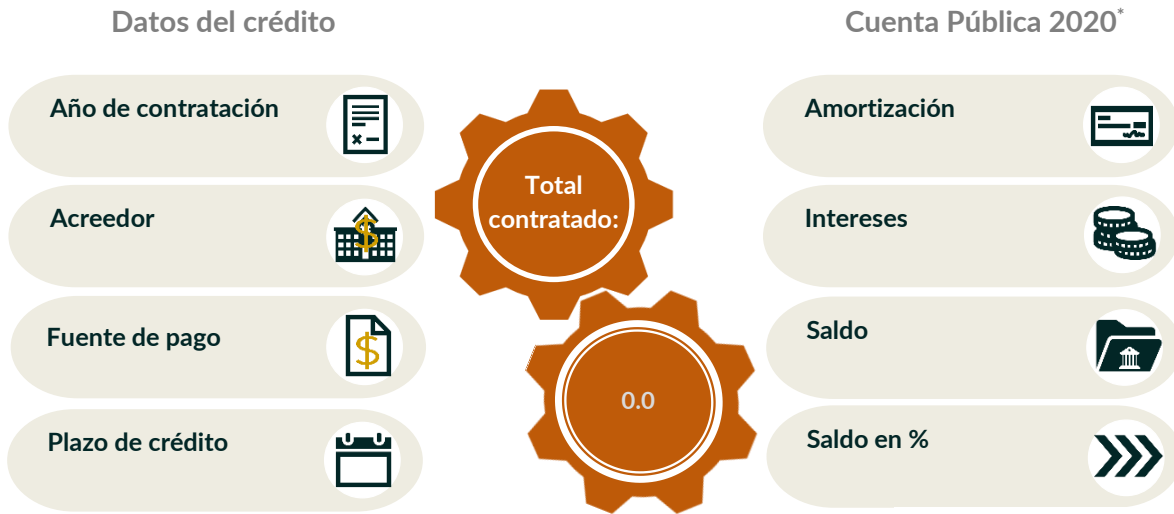 Datos del crédito
Año de contratación
Acreedor
Fuente de pago
Plazo de crédito
Total
contratado:
0.0
Cuenta Pública 2020*
Amortización
Intereses
Saldo
Saldo en %